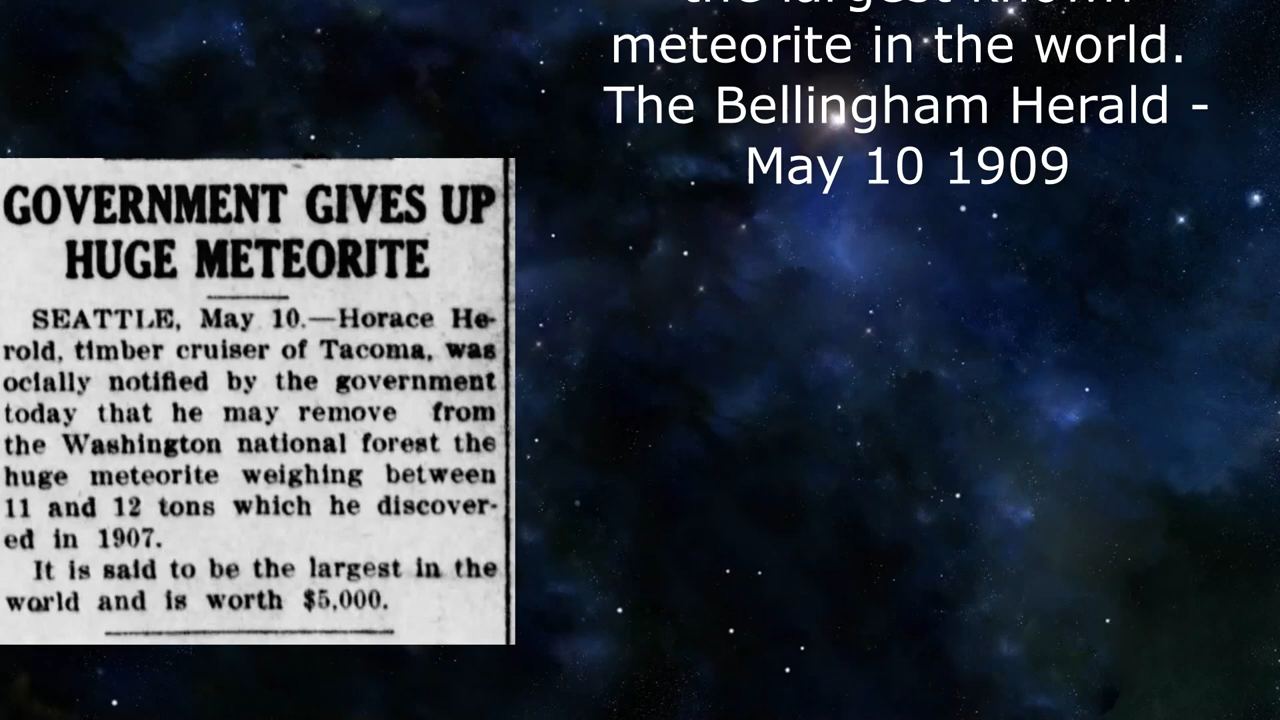 the largest known
meteorite in the world.
The Bellingham Herald -
May 10 1909
GOVERNMENT GIVES UP
HUGE METEORITE
SEATTLE, May 10.—Horace He-
rold, timber cruiser of Tacoma, was
ocially notified by the government
today that he may remove from
the Washington national forest the
huge meteorite weighing between
11 and 12 tons which he discover-
ed in 1907.
It is said to be the largest in the
world and is worth $5,000.